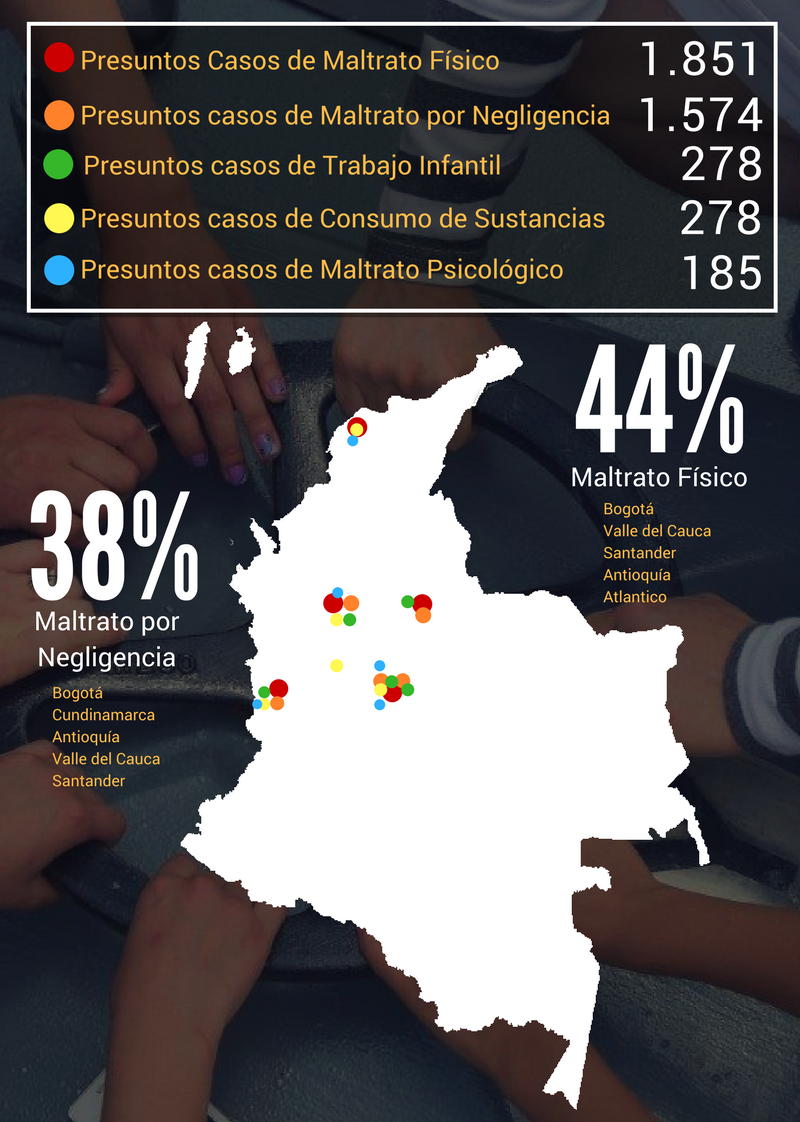 Presuntos Casos de Maltrato Físico 1.851
Presuntos casos de Maltrato por Negligencia 1.574
Presuntos casos de Trabajo Infantil 278
Presuntos casos de Consumo de Sustancias 278
Presuntos casos de Maltrato Psicológico 185
44%
Maltrato Físico
Bogotá
Valle del Cauca
Santander
Antioquía
Atlantico
38%
Maltrato por
Negligencia
Bogotá
Cundinamarca
Antioquía
Valle del Cauca
Santander